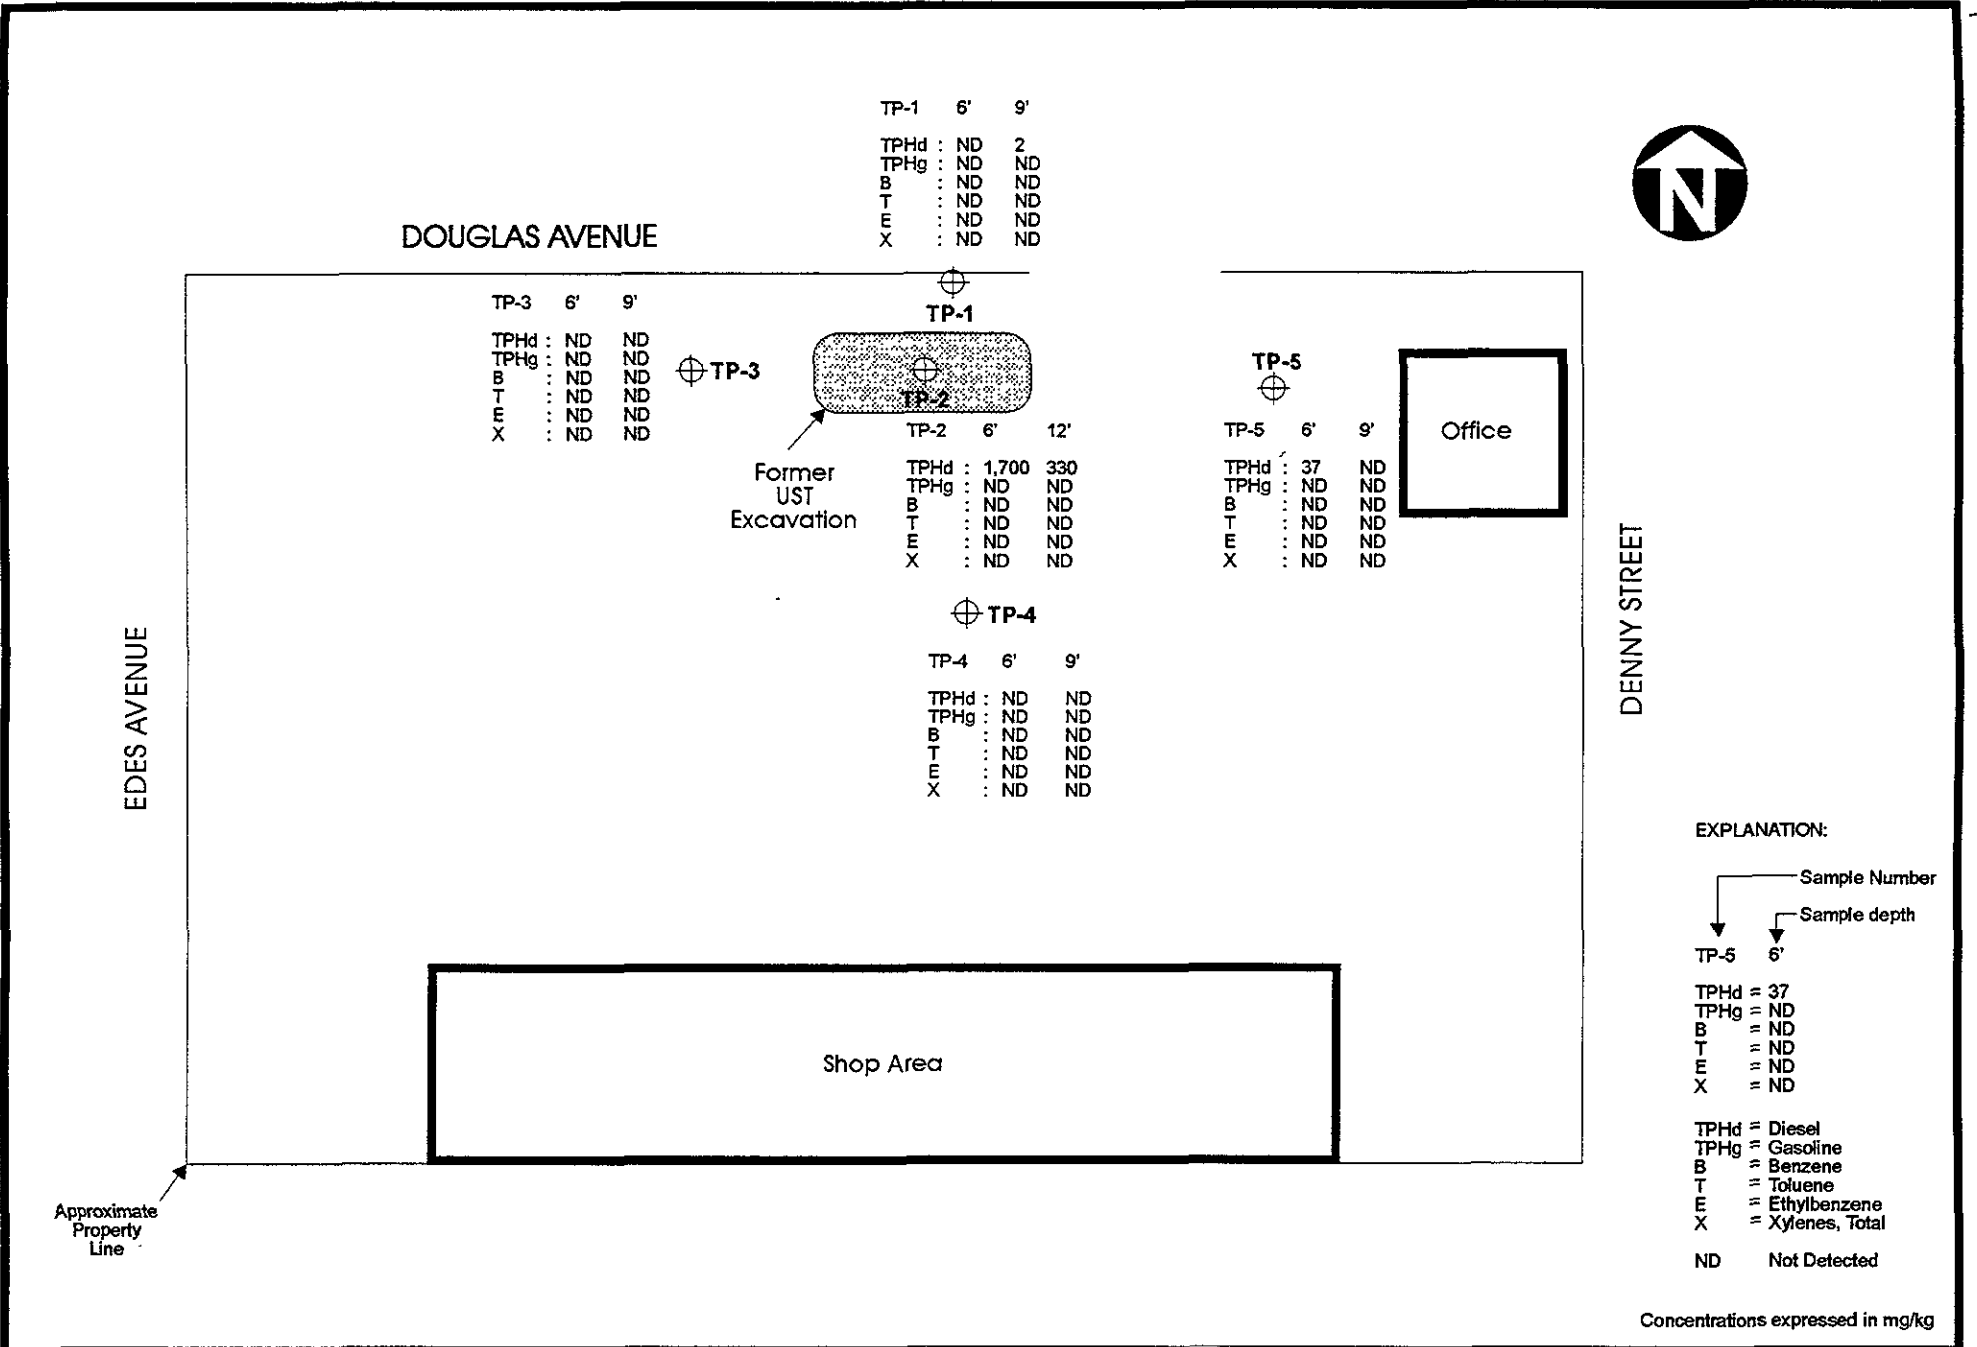 TP-1 6' 9'
TPHd : ND 2
TPHg : ND ND
B : ND ND
T : ND ND
E : ND ND
X : ND ND
N
DOUGLAS AVENUE
TP-1
TP-3 6' 9'
TPHd : ND ND
TPHg : ND ND
B : ND ND
T : ND ND
E : ND ND
X : ND ND
TP-3
TP-2
Former
UST
Excavation
TP-2 6' 12'
TPHd : 1,700 330
TPHg : ND ND
B : ND ND
T : ND ND
E : ND ND
X : ND ND
TP-5
TP-5 6' 9'
TPHd : 37 ND
TPHg : ND ND
B : ND ND
T : ND ND
E : ND ND
X : ND ND
Office
TP-4
TP-4 6' 9'
TPHd : ND ND
TPHg : ND ND
B : ND ND
T : ND ND
E : ND ND
X : ND ND
EDES AVENUE
DENNY STREET
Shop Area
Approximate
Property
Line
EXPLANATION:
Sample Number
Sample depth
TP-5 6'
TPHd = 37
TPHg = ND
B = ND
T = ND
E = ND
X = ND
TPHd = Diesel
TPHg = Gasoline
B = Benzene
T = Toluene
E = Ethylbenzene
X = Xylenes, Total
ND Not Detected
Concentrations expressed in mg/kg